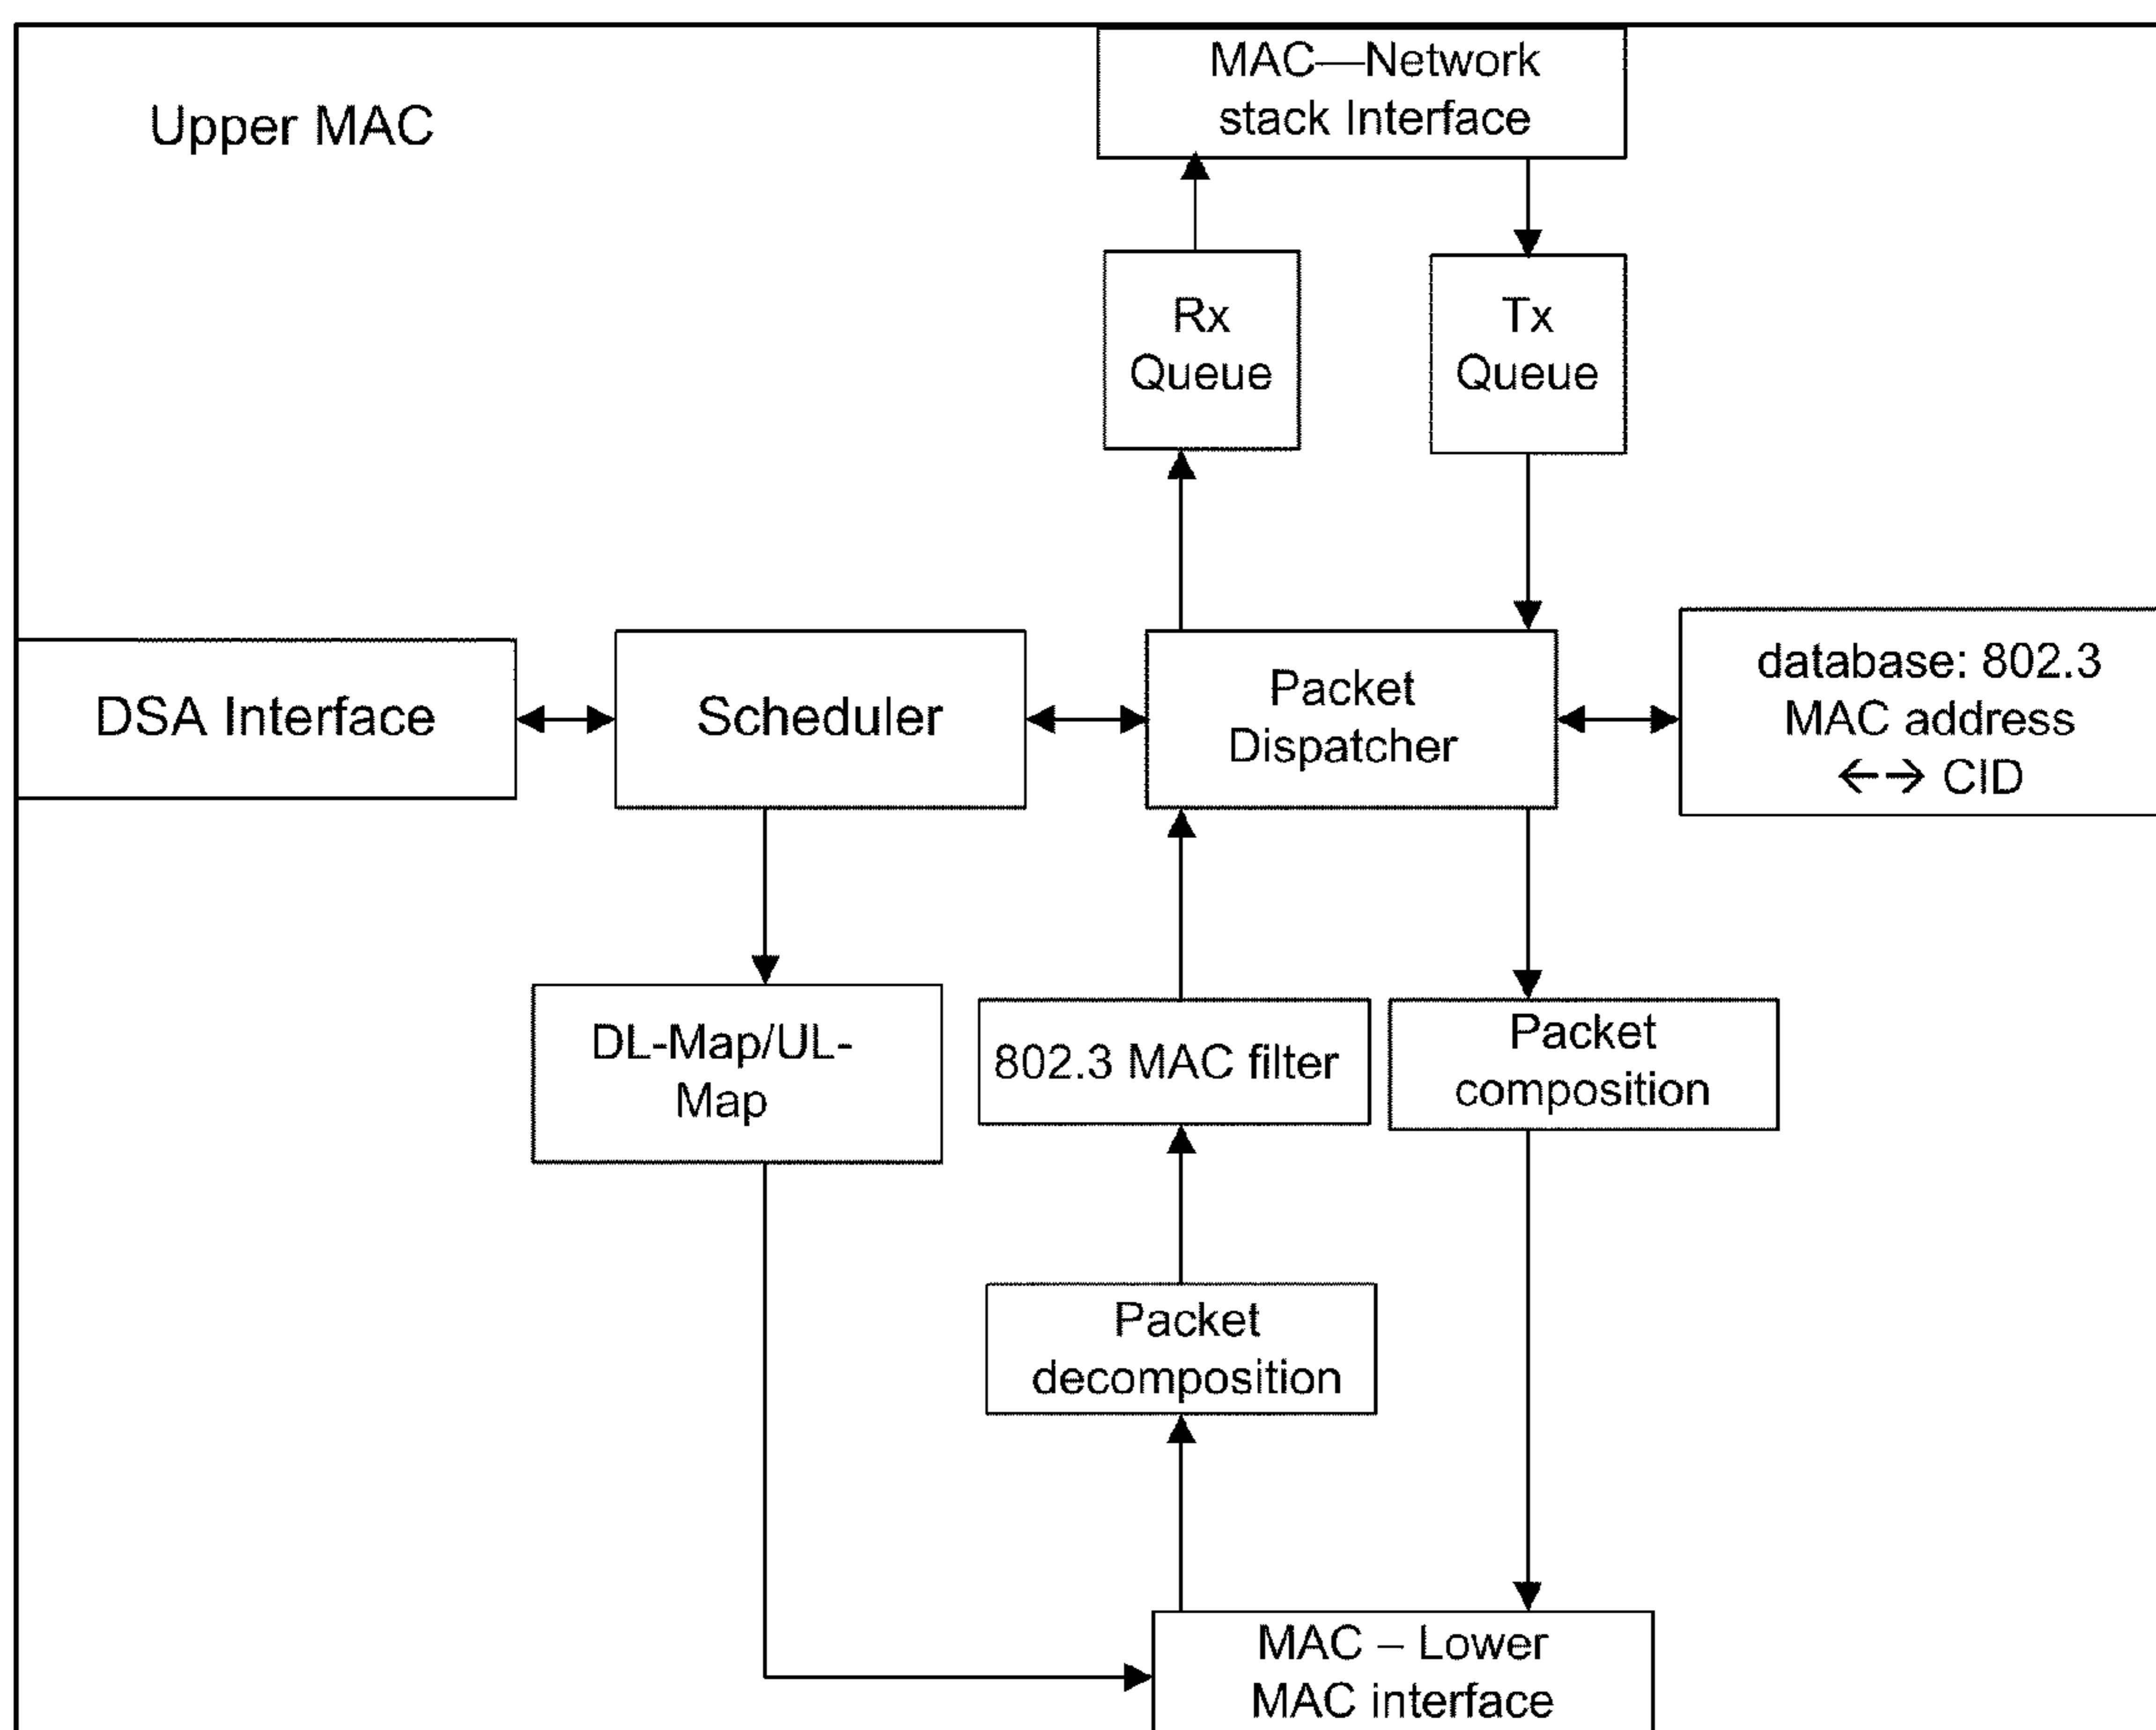 MAC—Network
stack Interface
Upper MAC
Rx
Queue
Tx
Queue
DSA Interface
Scheduler
Packet
Dispatcher
database: 802.3
MAC address
←→ CID
DL-Map/UL-
Map
802.3 MAC filter
Packet
composition
Packet
decomposition
MAC – Lower
MAC interface